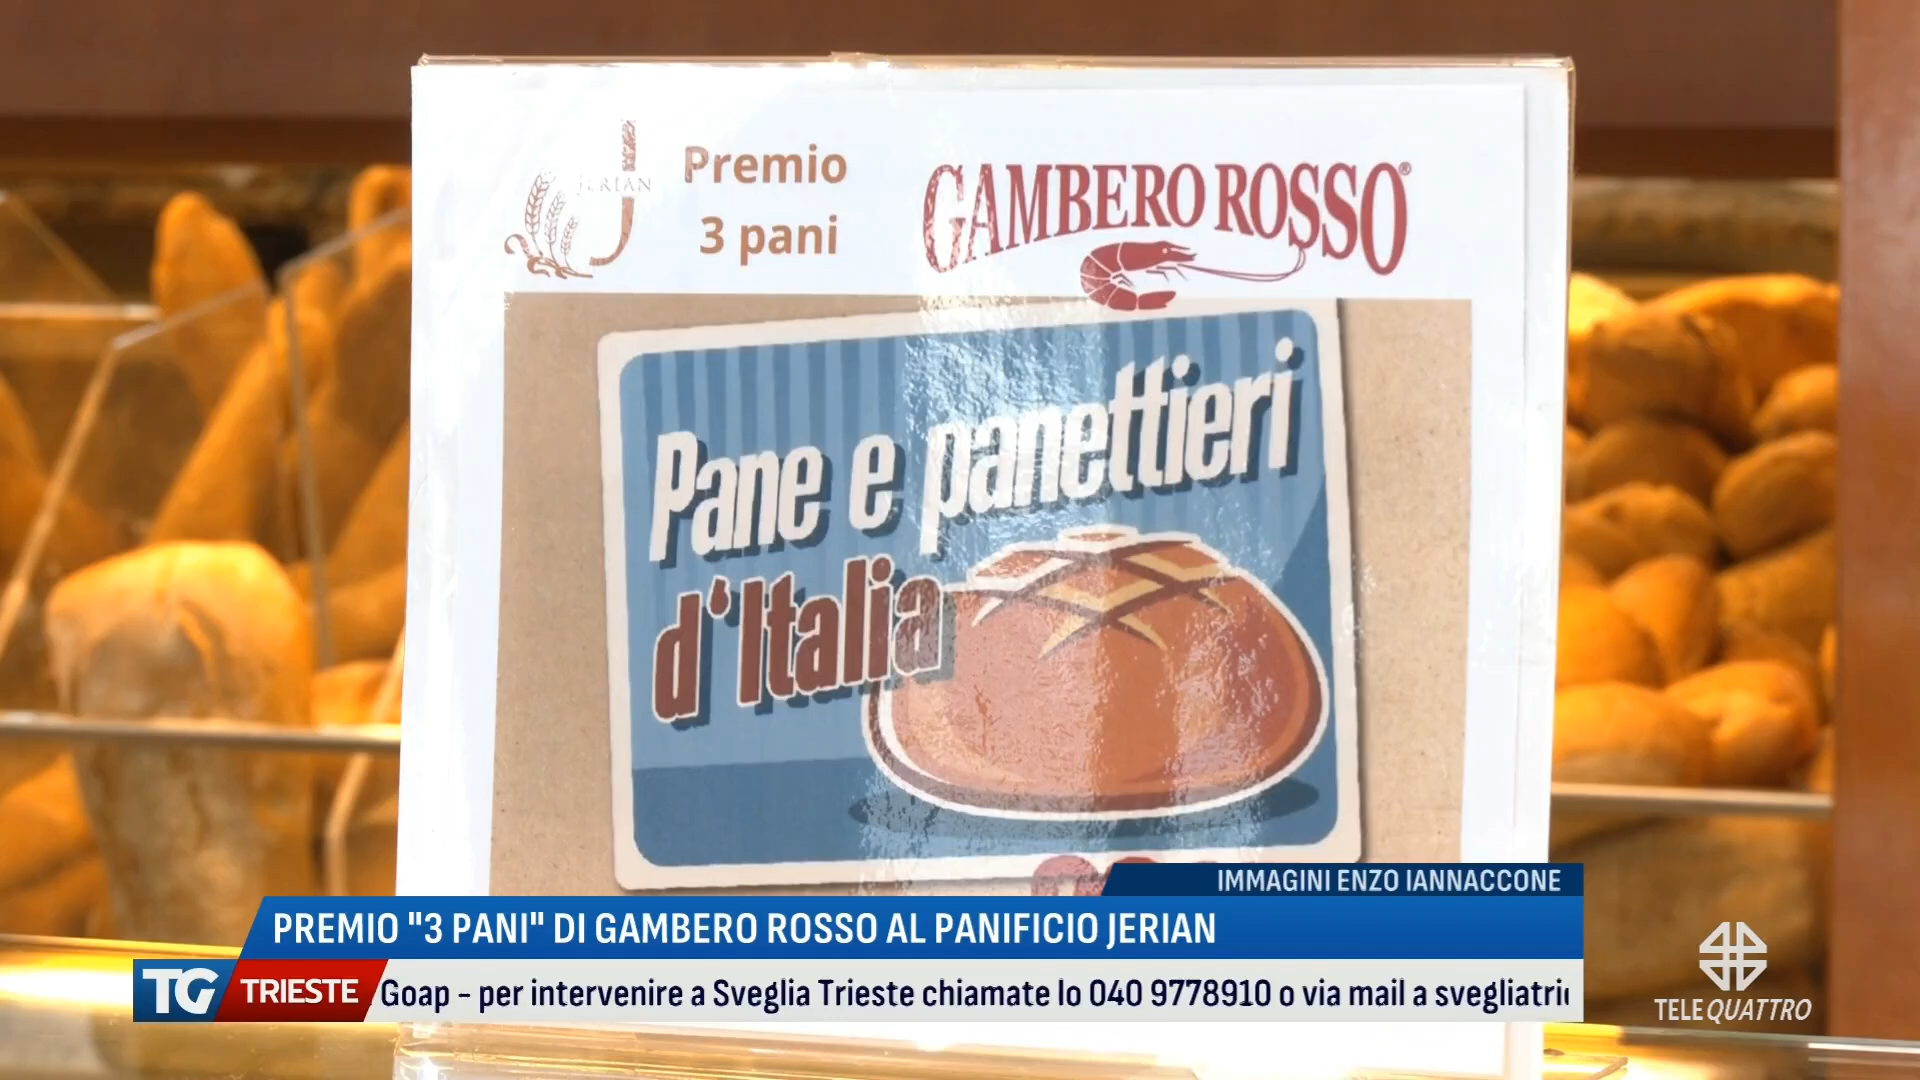 JERIAN
Premio
3 pani
GAMBERO ROSSO®
Pane e panettieri
d'Italia
IMMAGINI ENZO IANNACCONE
PREMIO "3 PANI" DI GAMBERO ROSSO AL PANIFICIO JERIAN
TG TRIESTE Goap - per intervenire a Sveglia Trieste chiamate lo 040 9778910 o via mail a svegliatri
TELEQUATTRO